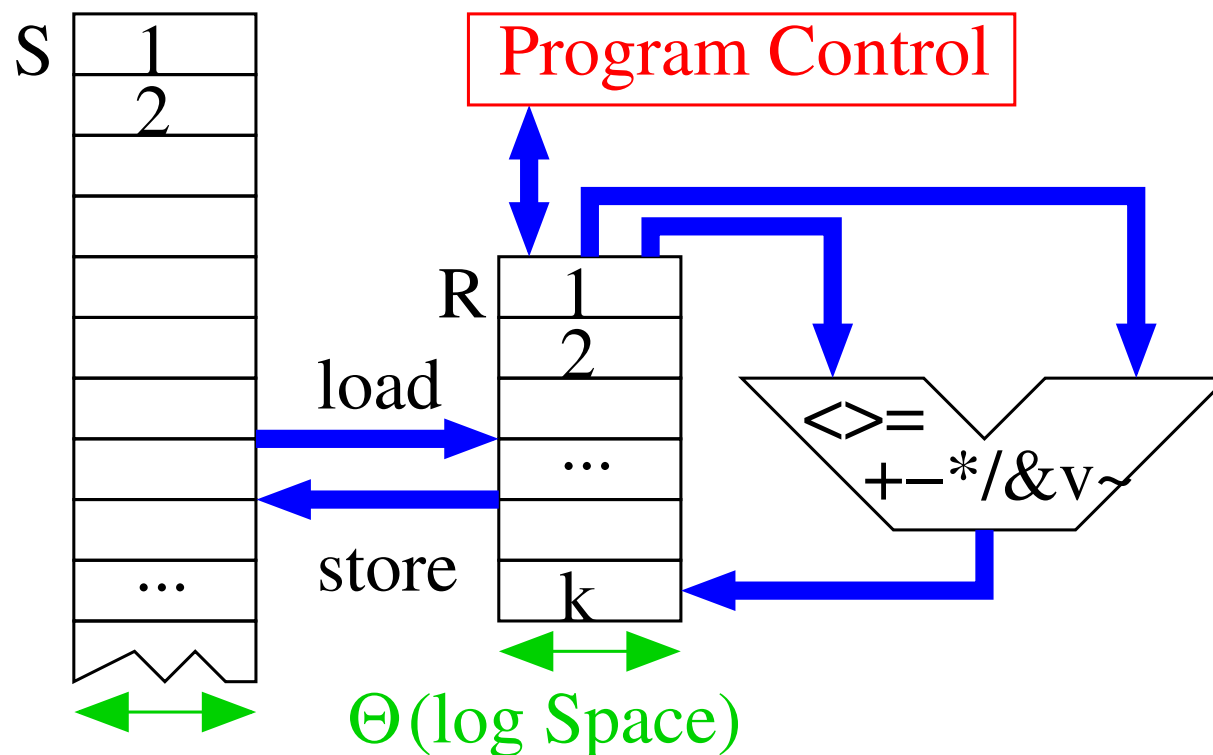 S
1
2
...
Program Control
R
1
2
...
k
load
store
<>=
+−*/&v~
Θ(log Space)